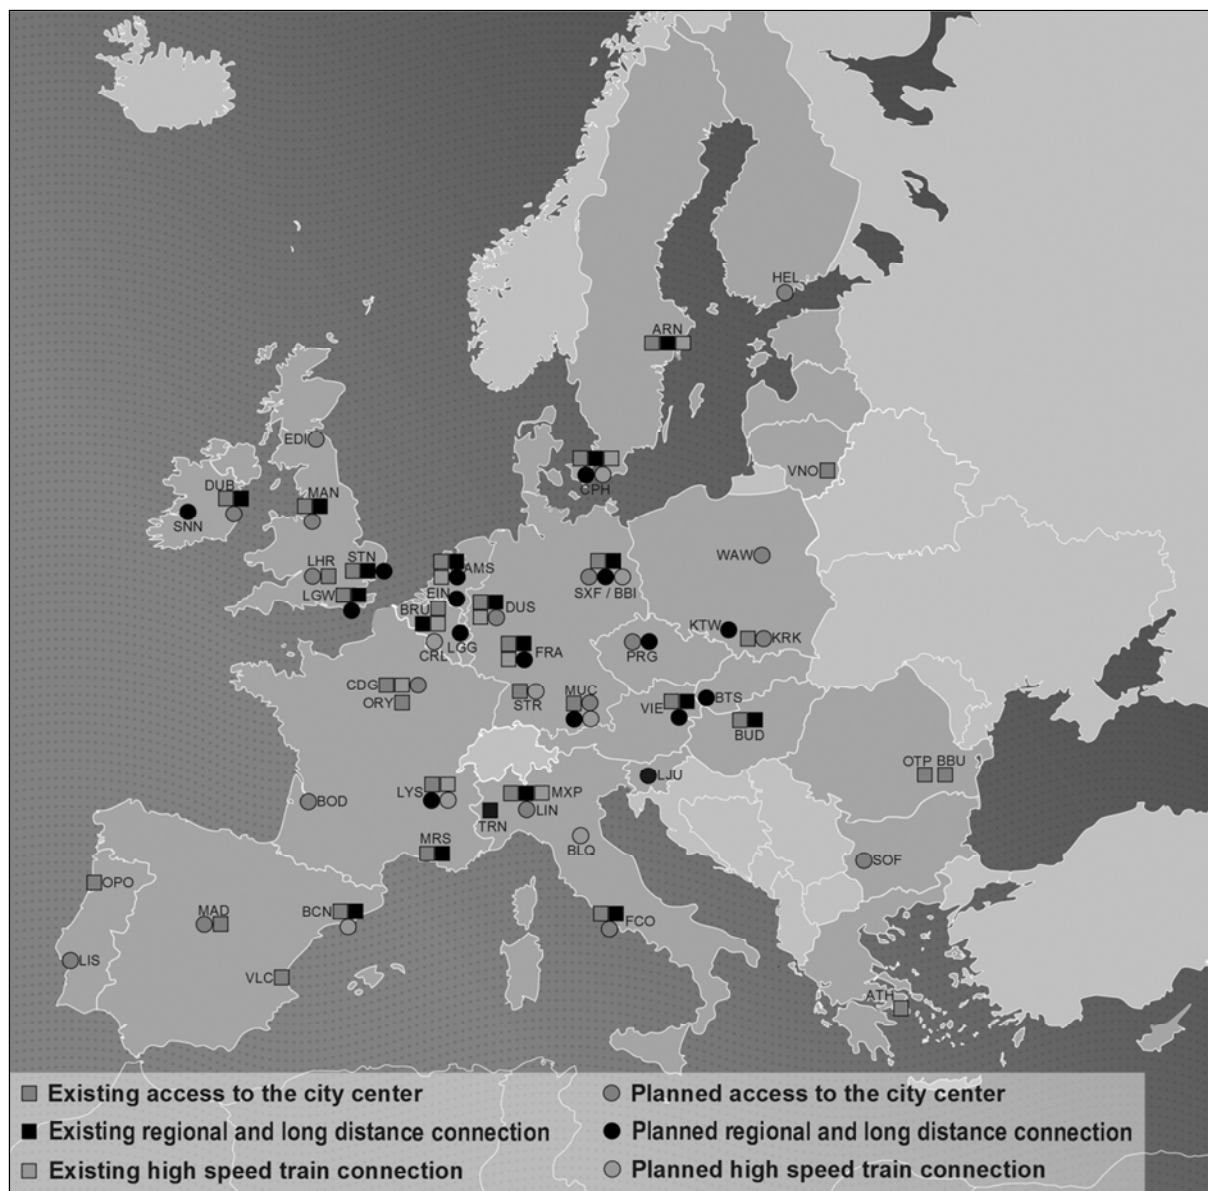 HEL
ARN
EDI
VNO
CPH
DUB
MAN
SNN
WAW
LHR
STN
AMS
SXF / BBI
LGW
EIN
BRU
DUS
KTW
KRK
CRL
LGG
FRA
PRG
CDG
ORY
STR
MUC
BTS
VIE
BUD
OTP BBU
LJU
BOD
LYS
MXP
LIN
TRN
MRS
BLQ
SOF
OPO
MAD
BCN
FCO
LIS
VLC
ATH
Existing access to the city center
Planned access to the city center
Existing regional and long distance connection
Planned regional and long distance connection
Existing high speed train connection
Planned high speed train connection